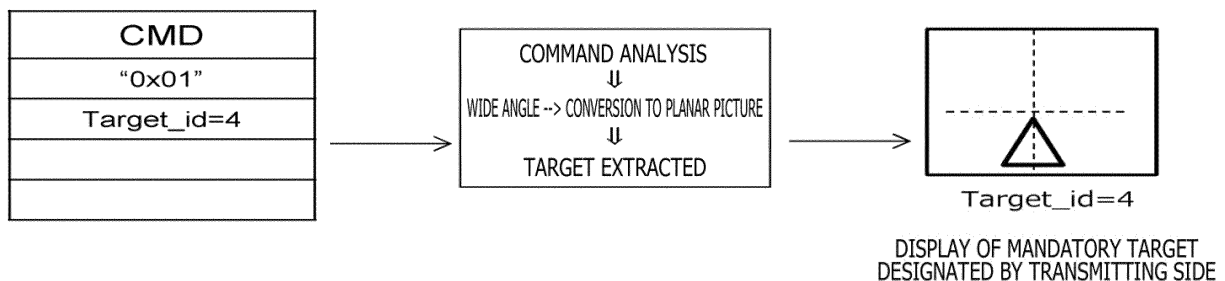 CMD
“0x01”
Target_id=4
COMMAND ANALYSIS
⇓
WIDE ANGLE --> CONVERSION TO PLANAR PICTURE
⇓
TARGET EXTRACTED
Target_id=4
DISPLAY OF MANDATORY TARGET
DESIGNATED BY TRANSMITTING SIDE